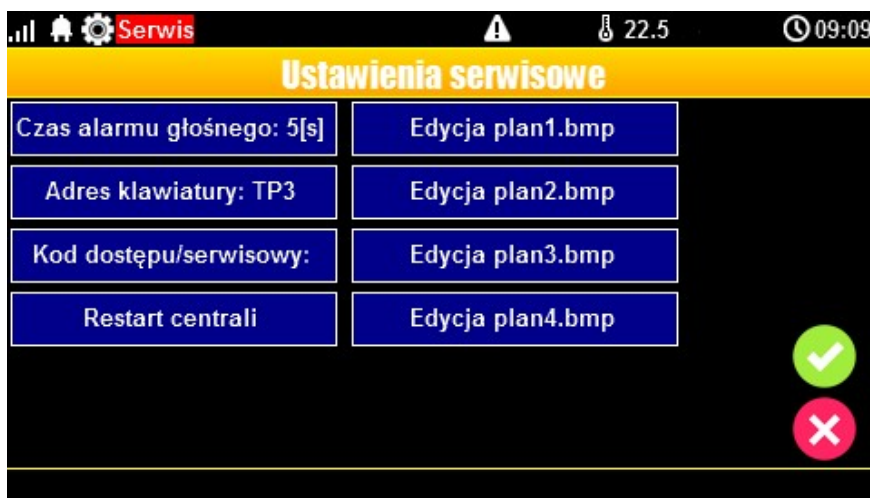 Serwis 22.5 09:09
Ustawienia serwisowe
Czas alarmu głośnego: 5[s] Edycja plan1.bmp
Adres klawiatury: TP3 Edycja plan2.bmp
Kod dostępu/serwisowy: Edycja plan3.bmp
Restart centrali Edycja plan4.bmp